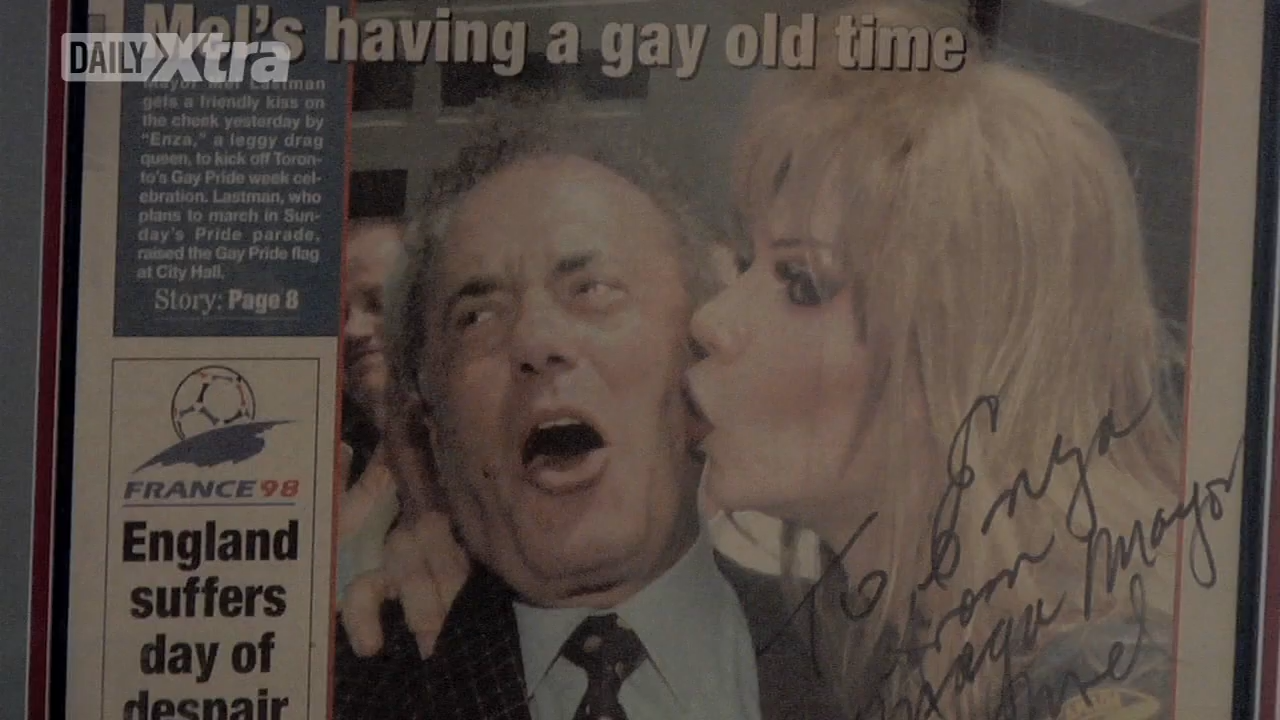 DAILY Xtra
Mel's having a gay old time
Mayor Mel Lastman
gets a friendly kiss on
the cheek yesterday by
"Enza," a leggy drag
queen, to kick off Toron-
to's Gay Pride week cel-
ebration. Lastman, who
plans to march in Sun-
day's Pride parade,
raised the Gay Pride flag
at City Hall.
Story: Page 8
FRANCE 98
England
suffers
day of
despair
To Enza
from
Mega Mayor
Mel